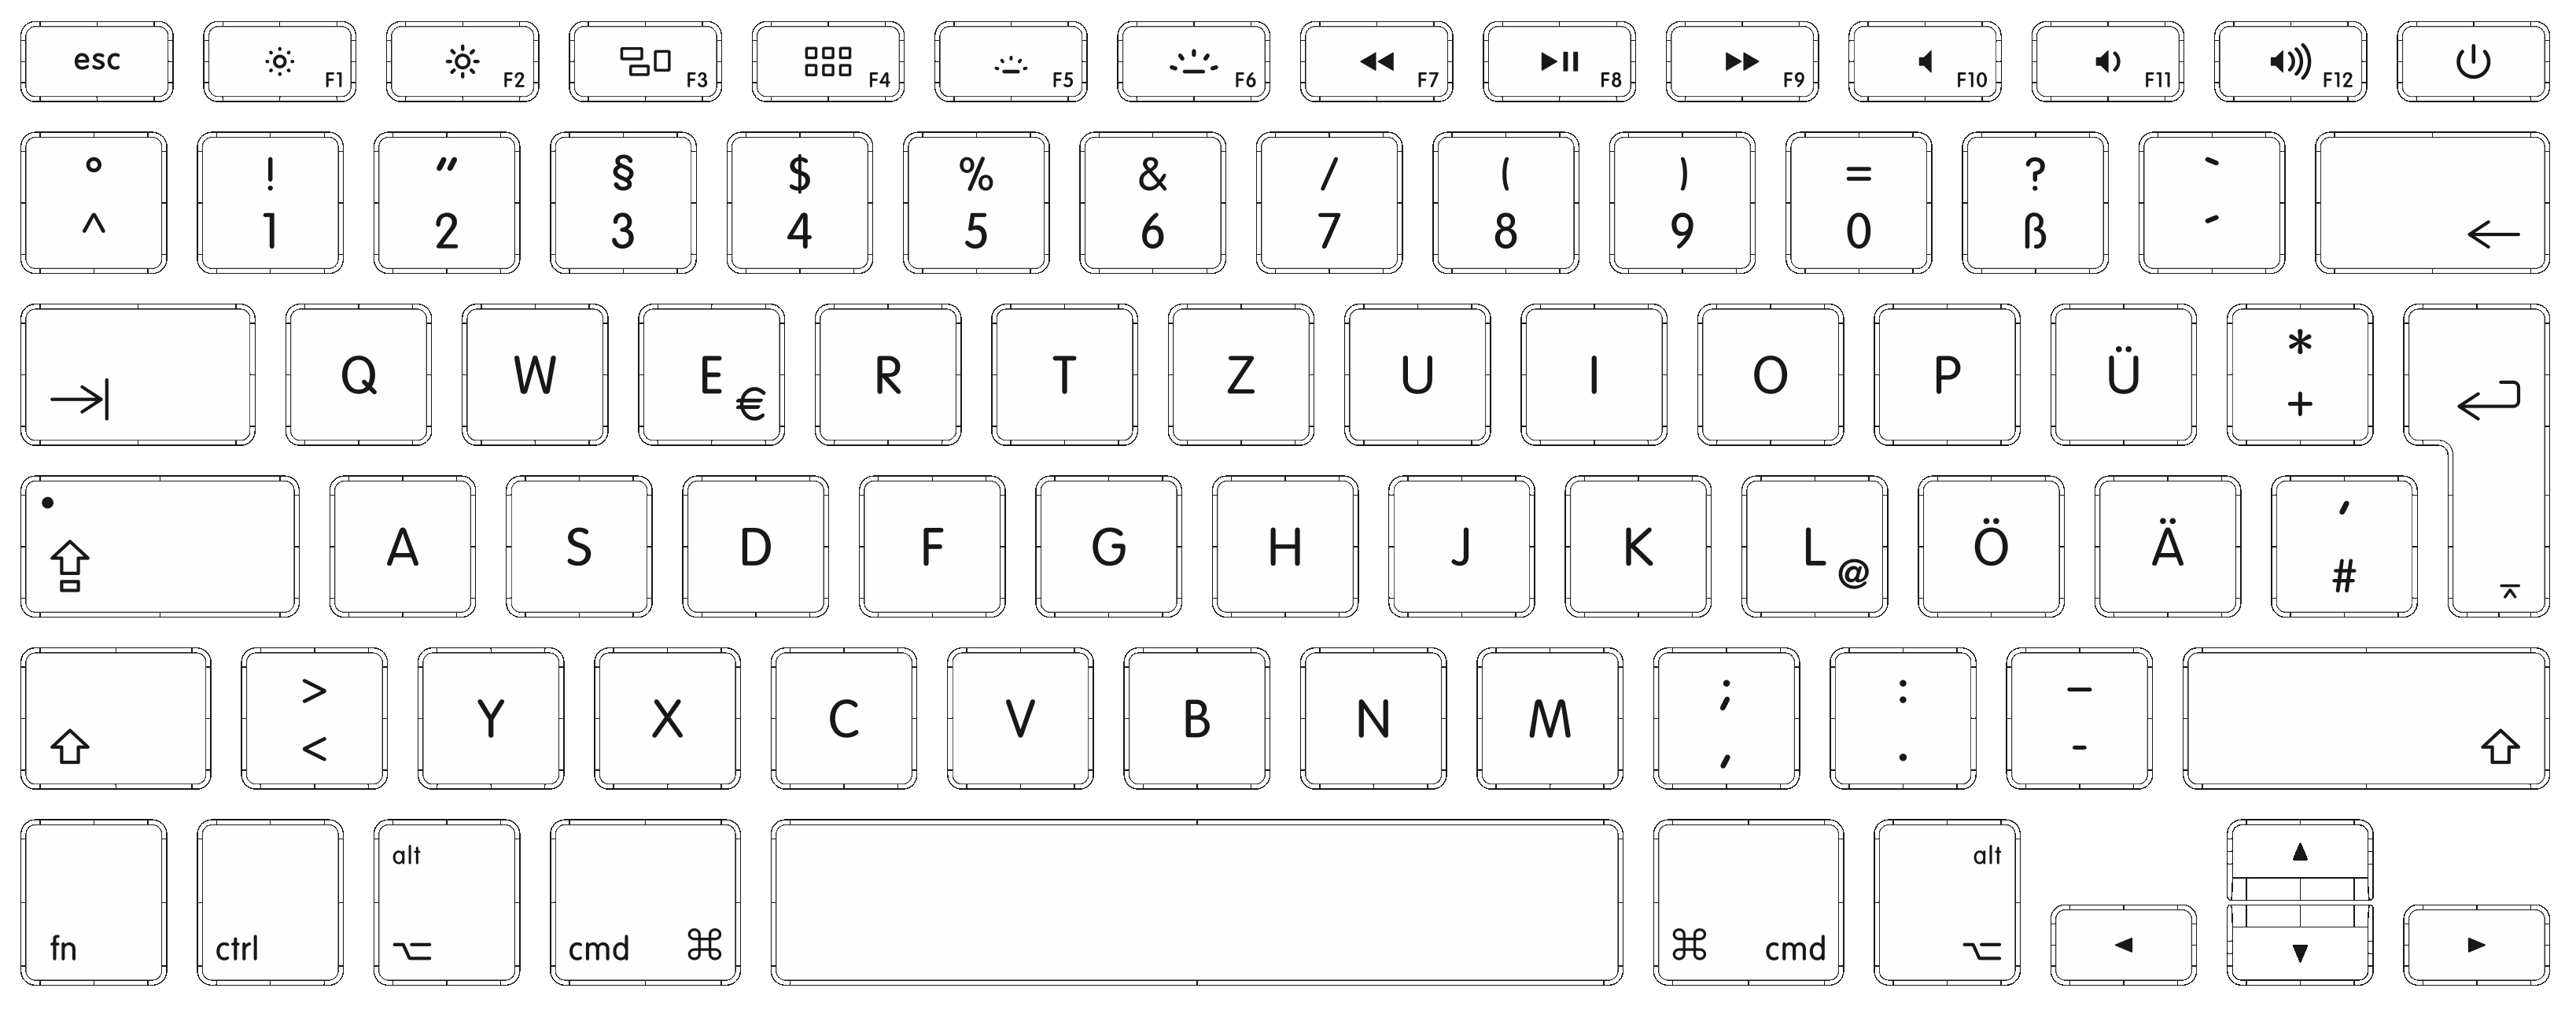 esc F1 F2 F3 F4 F5 F6 F7 F8 F9 F10 F11 F12
° ! " § $ % & / ( ) = ? `
^ 1 2 3 4 5 6 7 8 9 0 ß ´
Q W E € R T Z U I O P Ü * +
A S D F G H J K L @ Ö Ä ' #
> < Y X C V B N M ; , : . _ -
alt alt
fn ctrl ⌥ cmd ⌘ ⌘ cmd ⌥